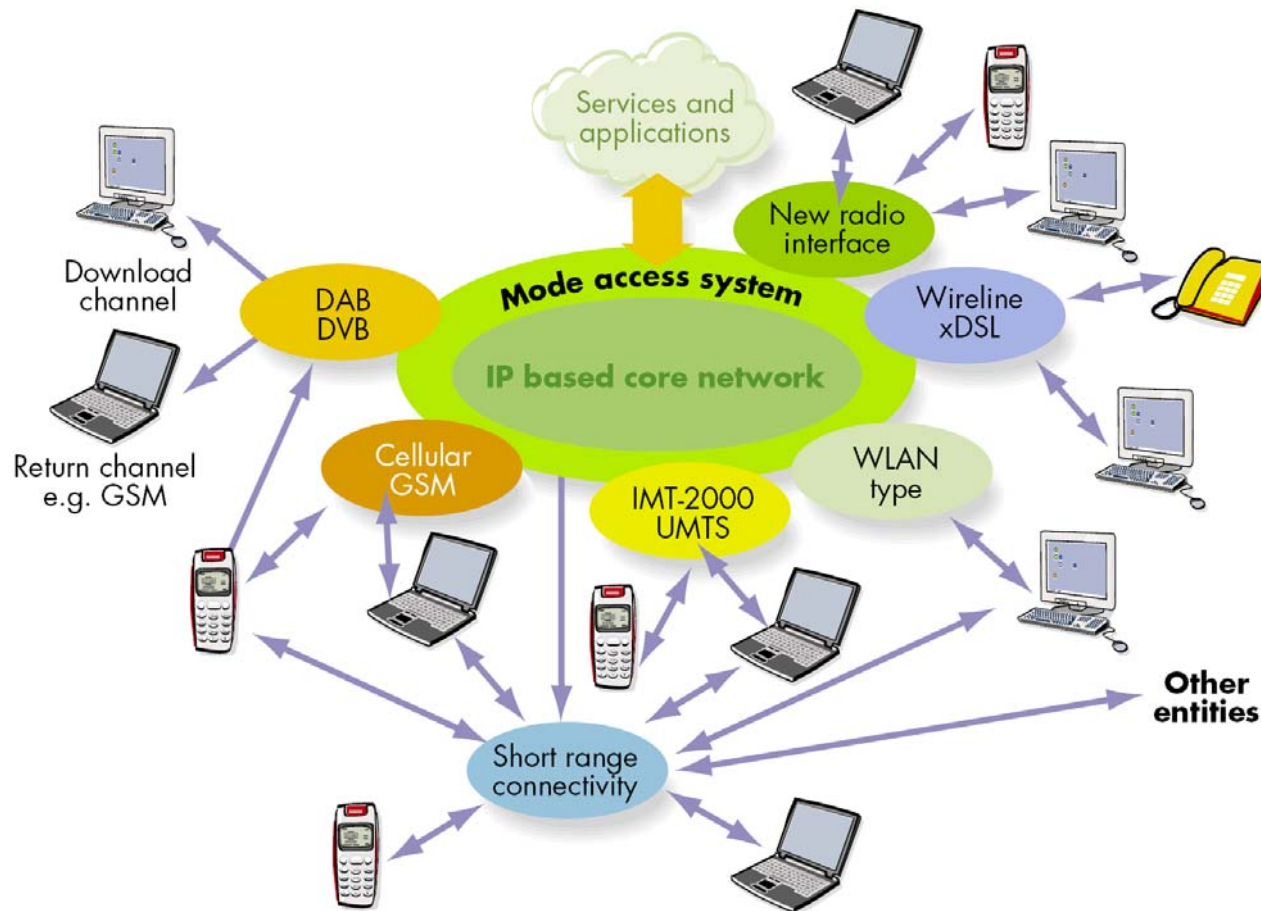 Services and
applications
New radio
interface
Download
channel
DAB
DVB
Mode access system
Wireline
xDSL
IP based core network
Return channel
e.g. GSM
Cellular
GSM
WLAN
type
IMT-2000
UMTS
Other
entities
Short range
connectivity